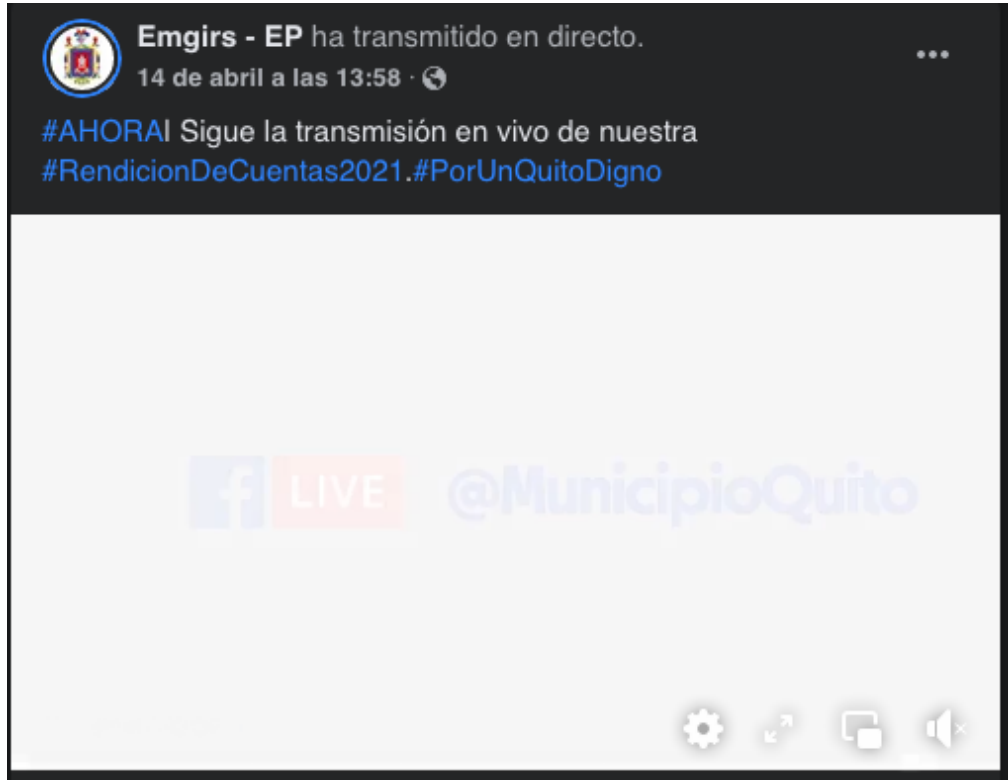 Emgirs - EP ha transmitido en directo.
14 de abril a las 13:58 ·
#AHORA| Sigue la transmisión en vivo de nuestra
#RendicionDeCuentas2021.#PorUnQuitoDigno
f LIVE @MunicipioQuito